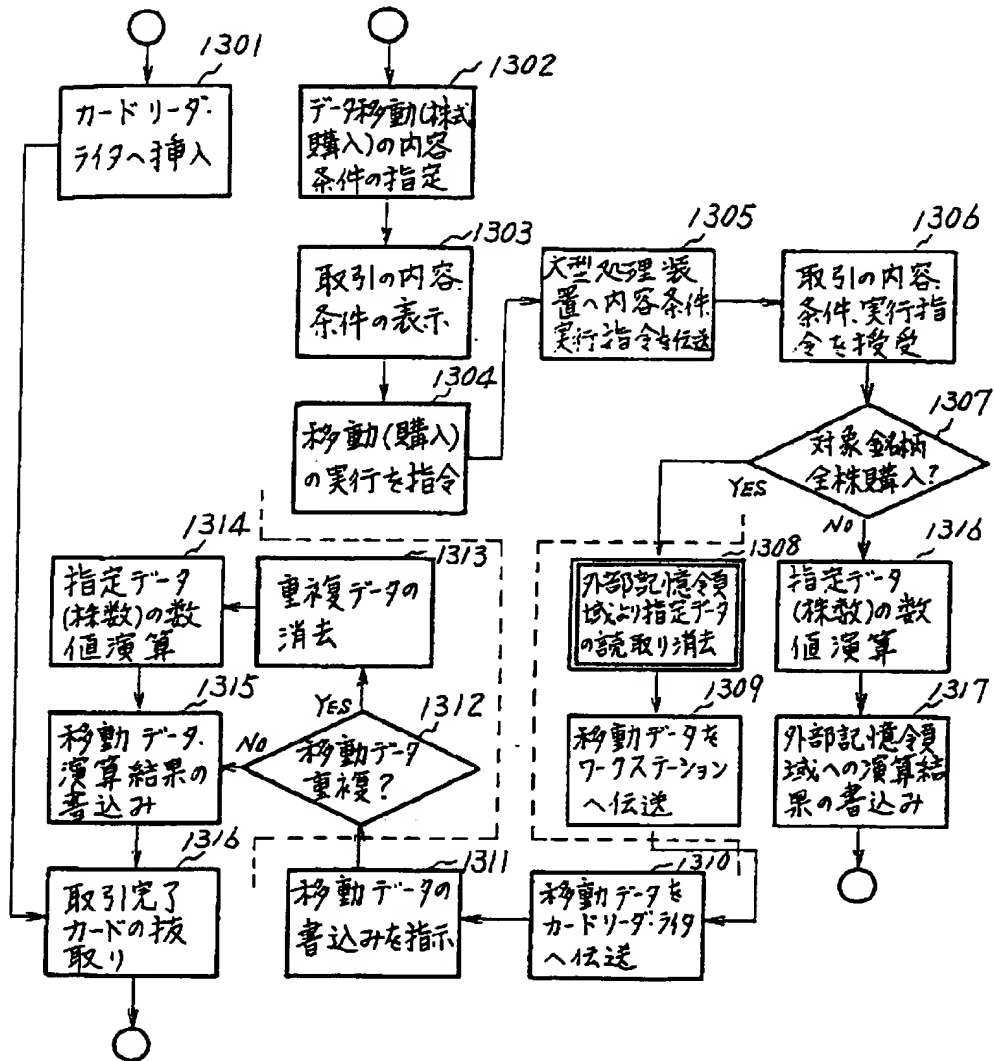 1301
カードリーダ・
ライタへ挿入
1302
データ移動(株式
購入)の内容
条件の指定
1303
取引の内容、
条件の表示
1304
移動(購入)
の実行を指令
1305
大型処理装
置へ内容、条件、
実行指令を伝送
1306
取引の内容、
条件、実行指
令を授受
1307
対象銘柄
全株購入?
YES
NO
1308
外部記憶領
域より指定データ
の読取り消去
1309
移動データを
ワークステーション
へ伝送
1310
移動データを
カードリーダ・ライタ
へ伝送
1311
移動データの
書込みを指示
1312
移動データ
重複?
YES
NO
1313
重複データの
消去
1314
指定データ
(株数)の数
値演算
1315
移動データ、
演算結果の
書込み
1316
取引完了
カードの抜
取り
1316
指定データ
(株数)の数
値演算
1317
外部記憶領
域への演算結
果の書込み